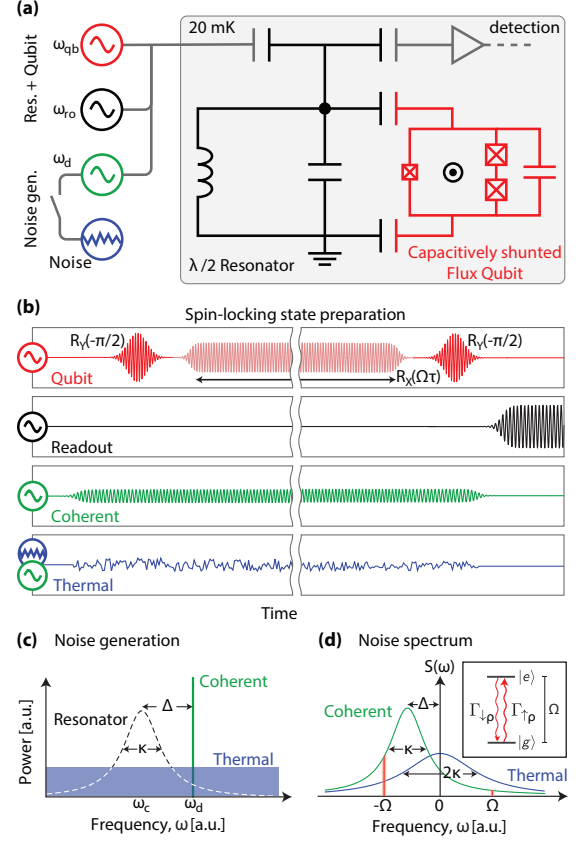 (a)
20 mK
detection
ω_qb
Res. + Qubit
ω_ro
ω_d
Noise gen.
Noise
λ/2 Resonator
Capacitively shunted
Flux Qubit
(b)
Spin-locking state preparation
R_Y(-π/2)
R_Y(-π/2)
Qubit
R_X(Ωτ)
Readout
Coherent
Thermal
Time
(c) Noise generation
(d) Noise spectrum
Power [a.u.]
Resonator
Δ
Coherent
κ
Thermal
ω_c
ω_d
Frequency, ω [a.u.]
S(ω)
Coherent
Δ
κ
2κ
Thermal
|e⟩
Γ_↓ρ
Γ_↑ρ
Ω
|g⟩
-Ω
0
Ω
Frequency, ω [a.u.]